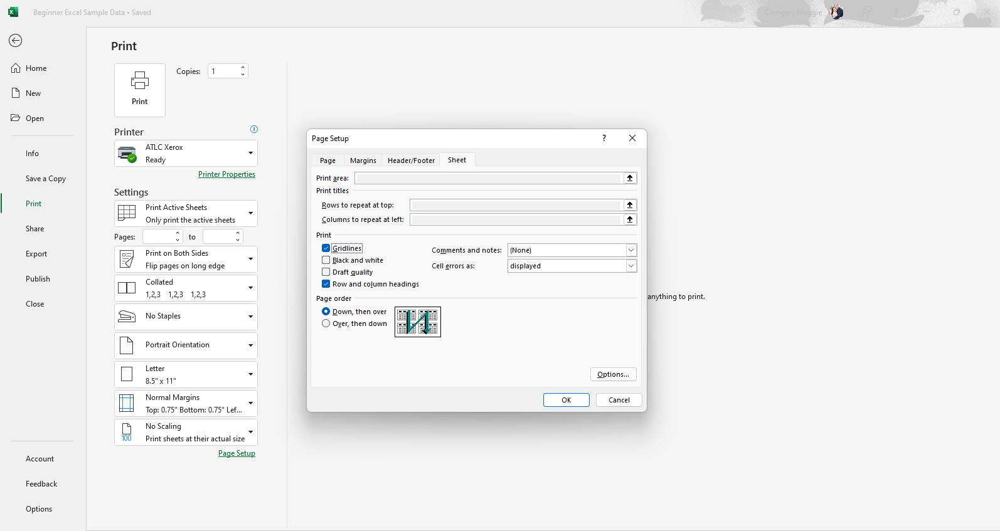 Beginner Excel Sample Data • Saved
Corrigan, Maggie
?
Home
New
Open
Info
Save a Copy
Print
Share
Export
Publish
Close
Account
Feedback
Options
Print
Print
Copies: 1
Printer
ATLC Xerox
Ready
Printer Properties
Settings
Print Active Sheets
Only print the active sheets
Pages: to
Print on Both Sides
Flip pages on long edge
Collated
1,2,3 1,2,3 1,2,3
No Staples
Portrait Orientation
Letter
8.5" x 11"
Normal Margins
Top: 0.75" Bottom: 0.75" Lef...
No Scaling
100
Print sheets at their actual size
Page Setup
Page Setup
?
Page Margins Header/Footer Sheet
Print area:
Print titles
Rows to repeat at top:
Columns to repeat at left:
Print
Gridlines
Black and white
Draft quality
Row and column headings
Comments and notes: (None)
Cell errors as: displayed
Page order
Down, then over
Over, then down
Options...
OK Cancel
anything to print.